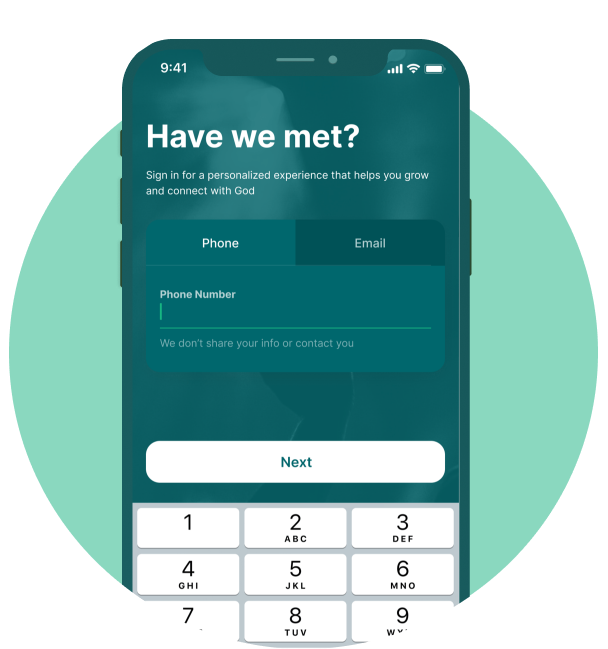 9:41
Have we met?
Sign in for a personalized experience that helps you grow
and connect with God
Phone Email
Phone Number
We don't share your info or contact you
Next
1 2 3
ABC DEF
4 5 6
GHI JKL MNO
7 8 9
TUV